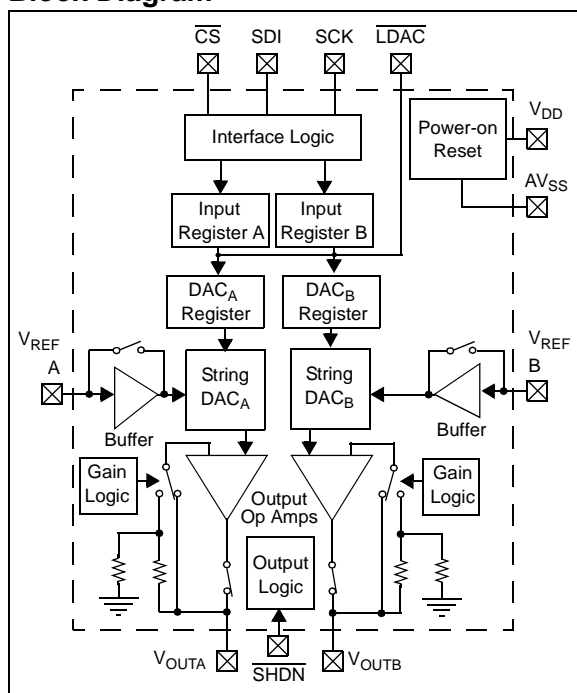 Block Diagram
CS SDI SCK LDAC
Interface Logic
Power-on
Reset
VDD
AVSS
Input
Register A
Input
Register B
DACA
Register
DACB
Register
VREF
A
String
DACA
String
DACB
VREF
B
Buffer
Buffer
Gain
Logic
Output
Op Amps
Gain
Logic
Output
Logic
VOUTA
SHDN
VOUTB